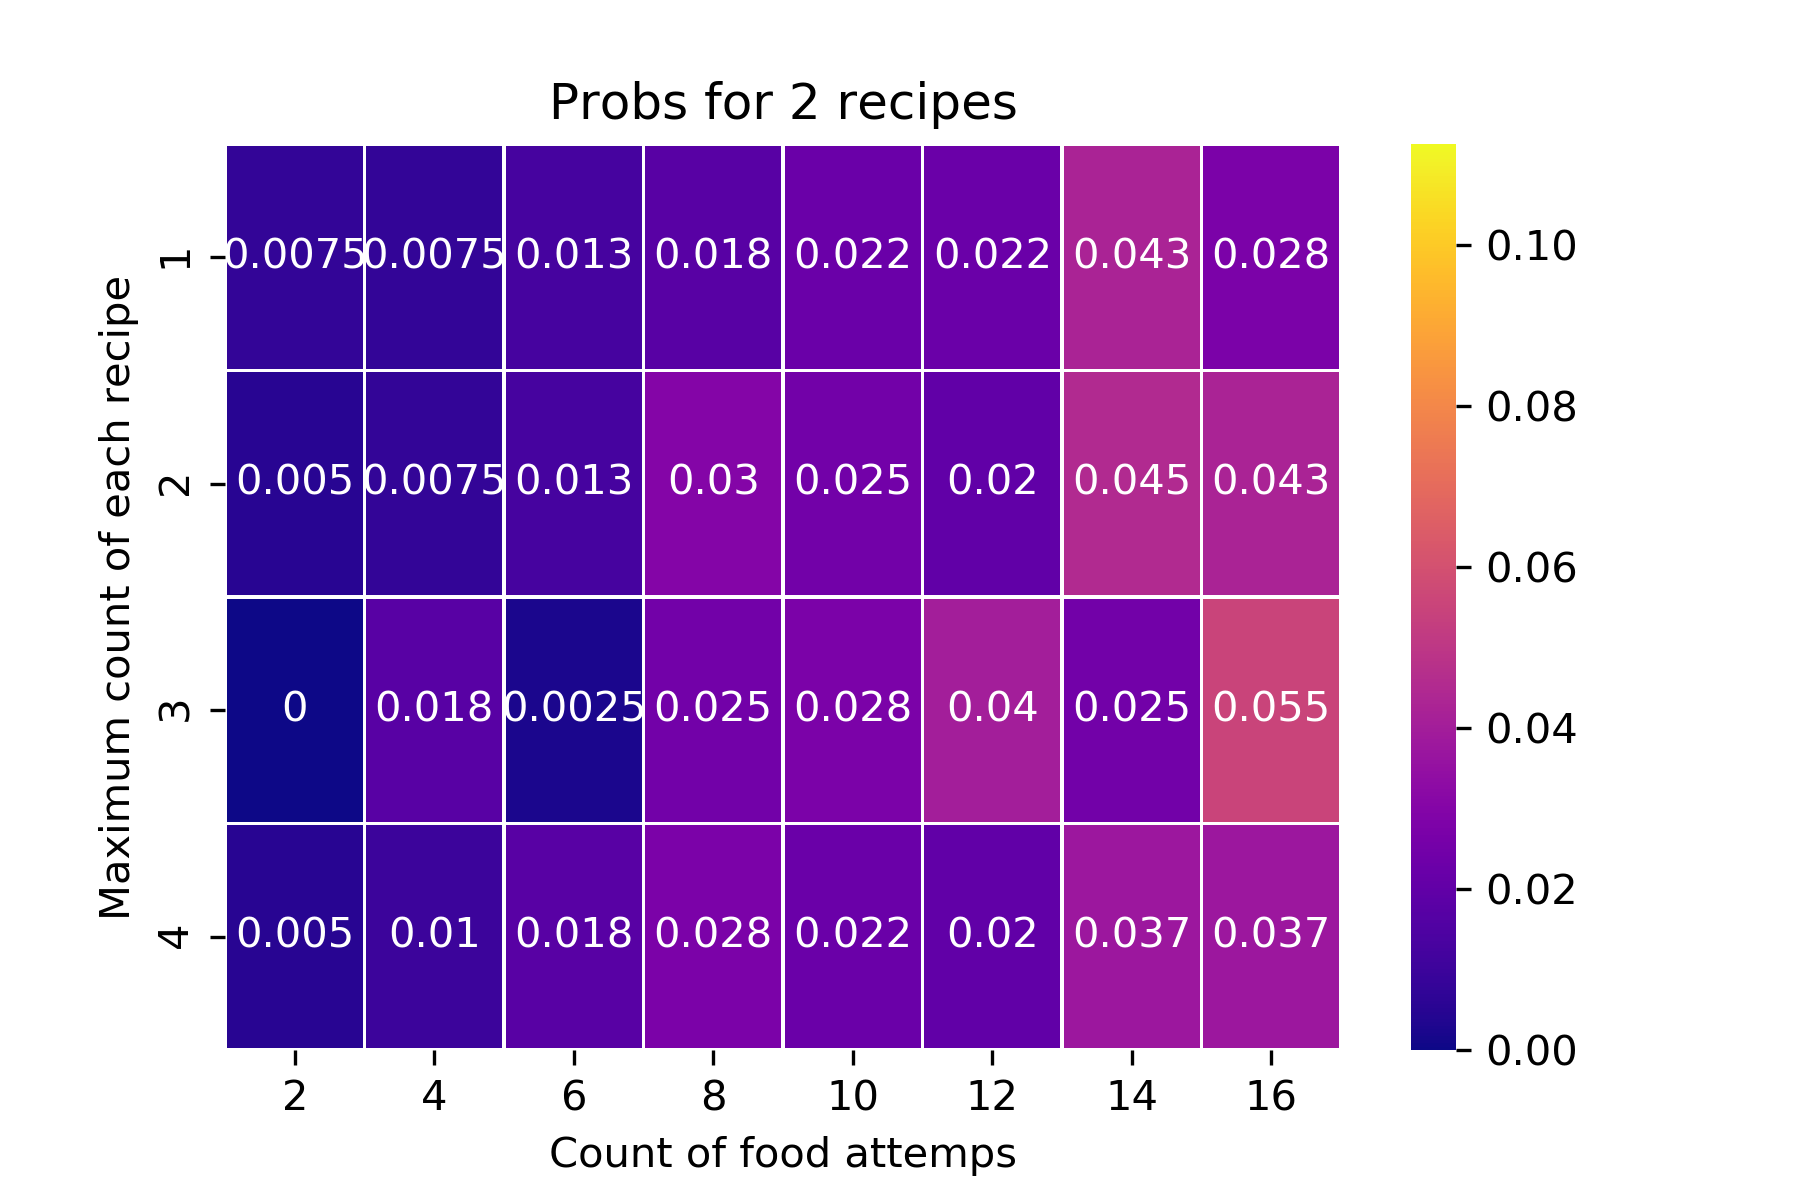 Probs for 2 recipes
Maximum count of each recipe
1 0.0075 0.0075 0.013 0.018 0.022 0.022 0.043 0.028
2 0.005 0.0075 0.013 0.03 0.025 0.02 0.045 0.043
3 0 0.018 0.0025 0.025 0.028 0.04 0.025 0.055
4 0.005 0.01 0.018 0.028 0.022 0.02 0.037 0.037
2 4 6 8 10 12 14 16
Count of food attemps
0.10
0.08
0.06
0.04
0.02
0.00